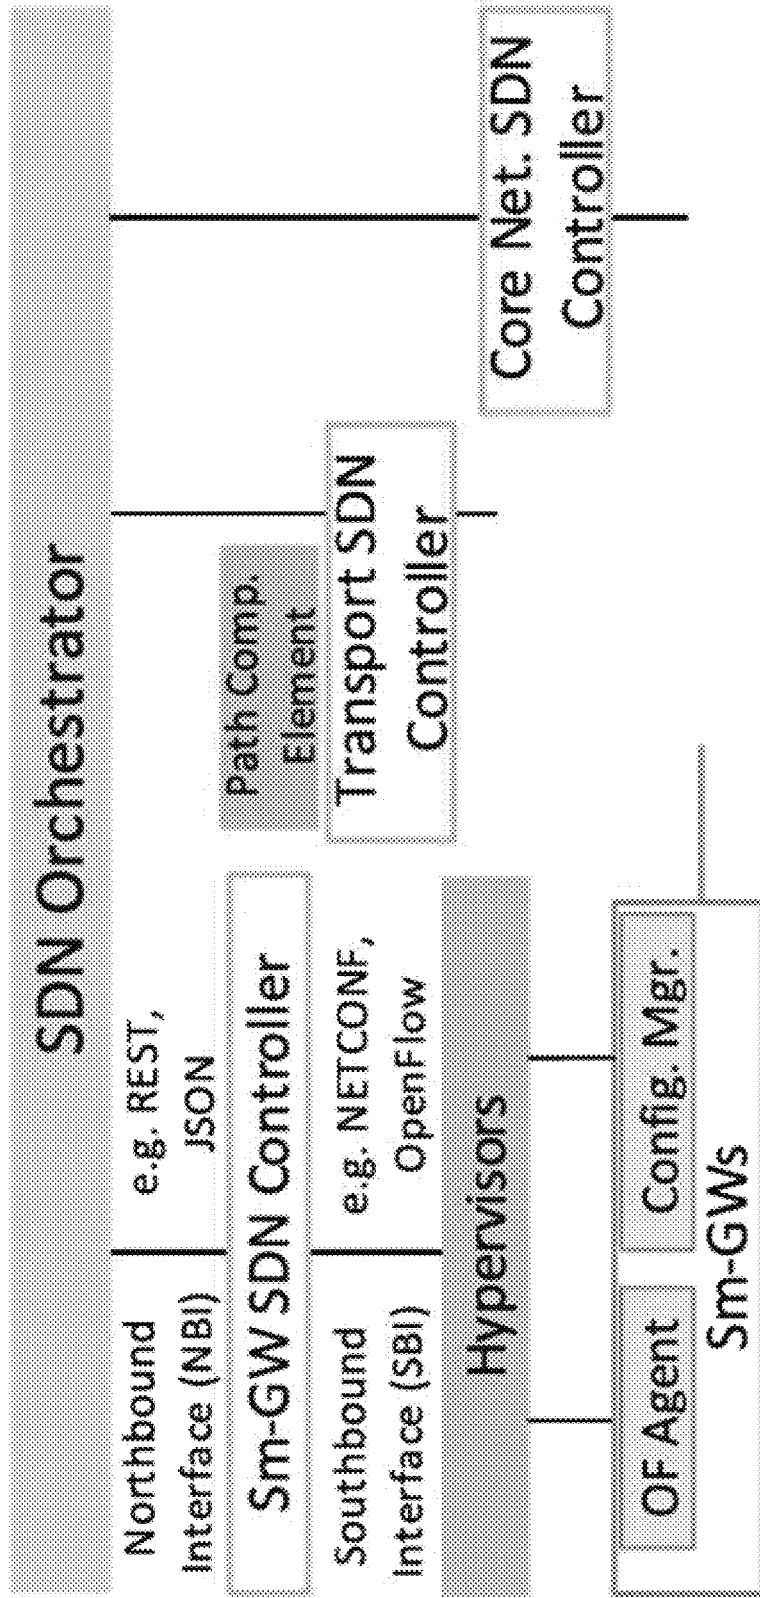 SDN Orchestrator
Northbound
Interface (NBI)
e.g. REST,
JSON
Sm-GW SDN Controller
Southbound
Interface (SBI)
e.g. NETCONF,
OpenFlow
Hypervisors
OF Agent
Config. Mgr.
Sm-GWs
Path Comp.
Element
Transport SDN
Controller
Core Net. SDN
Controller